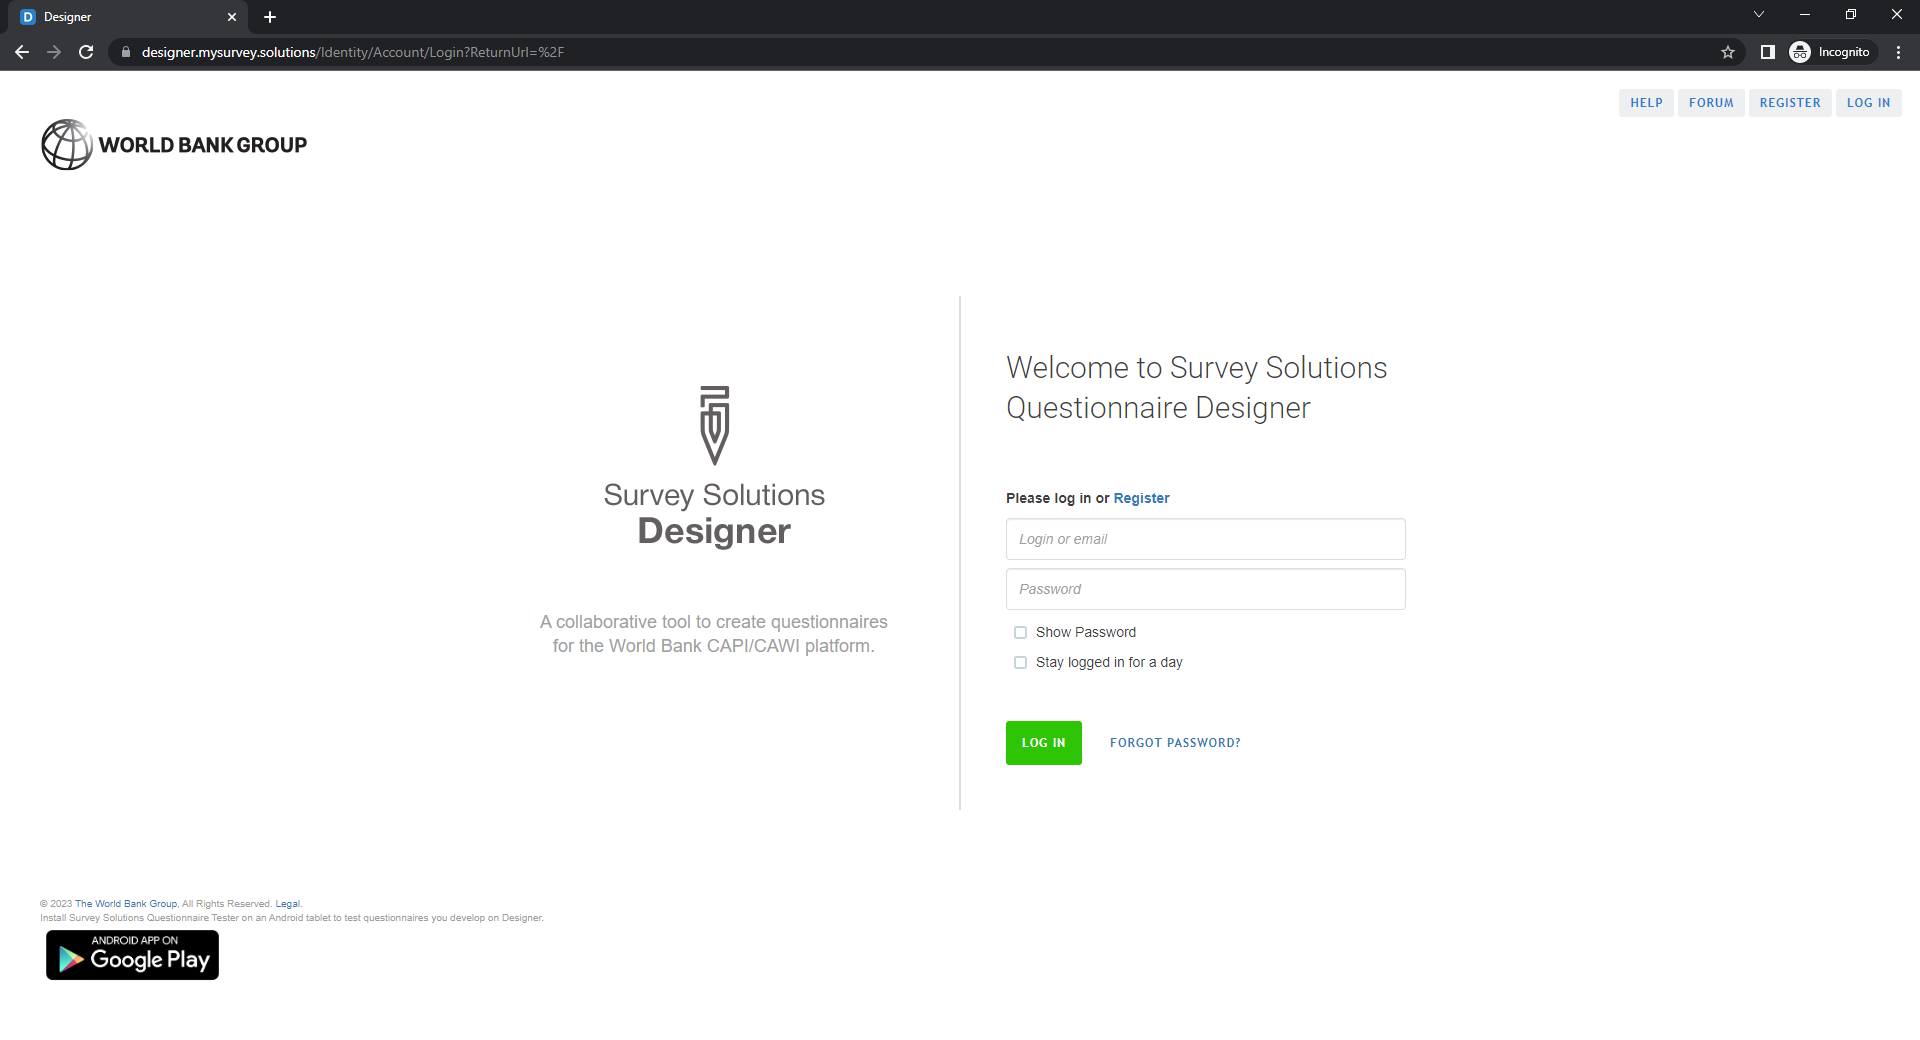 Designer
designer.mysurvey.solutions/Identity/Account/Login?ReturnUrl=%2F
Incognito
HELP FORUM REGISTER LOG IN
WORLD BANK GROUP
Survey Solutions
Designer
A collaborative tool to create questionnaires
for the World Bank CAPI/CAWI platform.
Welcome to Survey Solutions
Questionnaire Designer
Please log in or Register
Login or email
Password
Show Password
Stay logged in for a day
LOG IN FORGOT PASSWORD?
© 2023 The World Bank Group, All Rights Reserved. Legal.
Install Survey Solutions Questionnaire Tester on an Android tablet to test questionnaires you develop on Designer.
ANDROID APP ON
Google Play